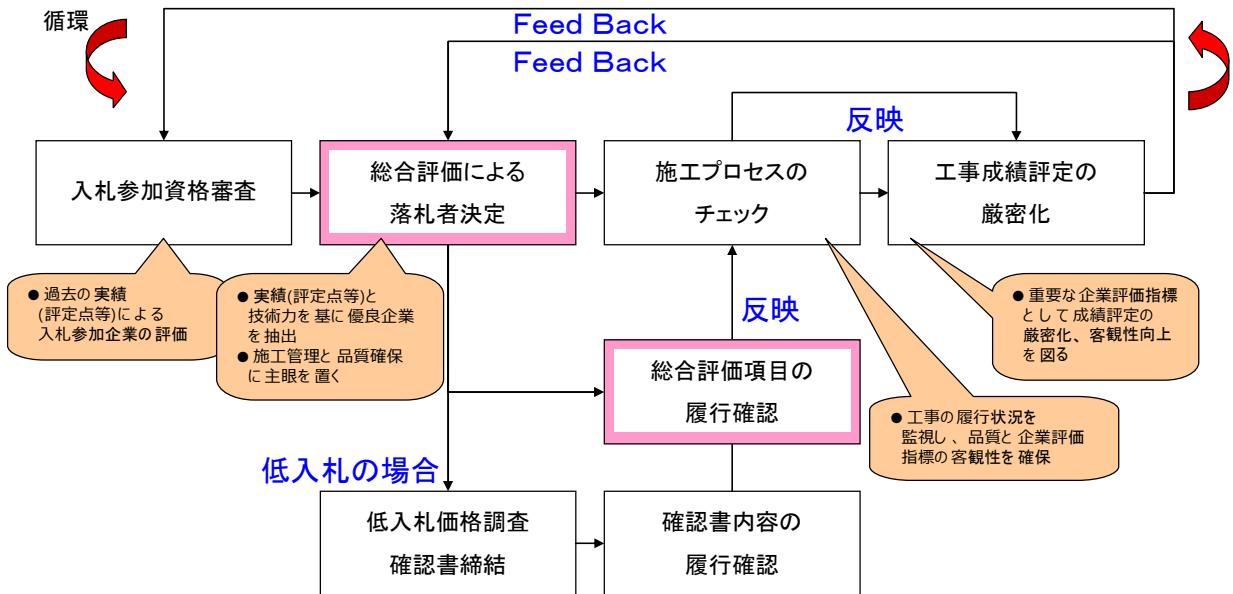 循環
Feed Back
Feed Back
反映
入札参加資格審査
総合評価による
落札者決定
施工プロセスの
チェック
工事成績評定の
厳密化
● 過去の実績
(評定点等)による
入札参加企業の評価
● 実績(評定点等)と
技術力を基に優良企業
を抽出
● 施工管理と品質確保
に主眼を置く
反映
● 重要な企業評価指標
として成績評定の
厳密化、客観性向上
を図る
総合評価項目の
履行確認
● 工事の履行状況を
監視し、品質と企業評価
指標の客観性を確保
低入札の場合
低入札価格調査
確認書締結
確認書内容の
履行確認